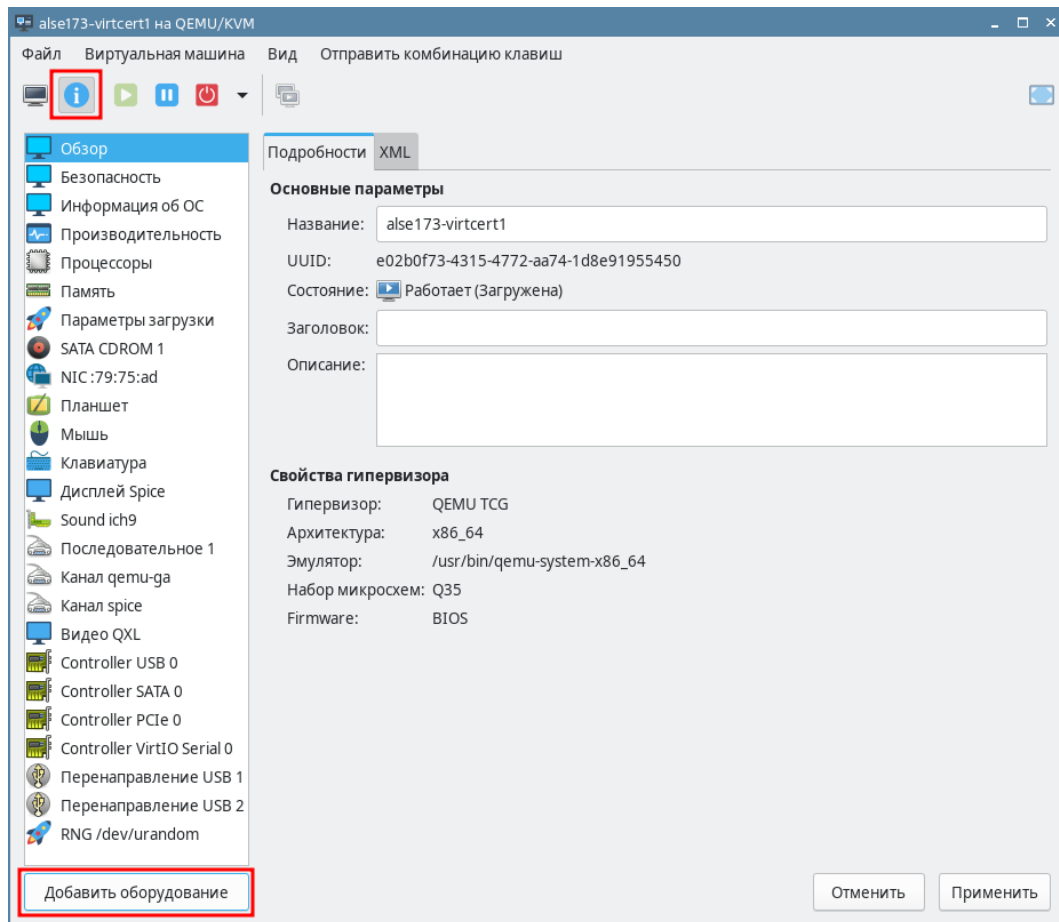 alse173-virtcert1 на QEMU/KVM
Файл Виртуальная машина Вид Отправить комбинацию клавиш
Обзор
Безопасность
Информация об ОС
Производительность
Процессоры
Память
Параметры загрузки
SATA CDROM 1
NIC :79:75:ad
Планшет
Мышь
Клавиатура
Дисплей Spice
Sound ich9
Последовательное 1
Канал qemu-ga
Канал spice
Видео QXL
Controller USB 0
Controller SATA 0
Controller PCIe 0
Controller VirtIO Serial 0
Перенаправление USB 1
Перенаправление USB 2
RNG /dev/urandom
Добавить оборудование
Подробности XML
Основные параметры
Название: alse173-virtcert1
UUID: e02b0f73-4315-4772-aa74-1d8e91955450
Состояние: Работает (Загружена)
Заголовок:
Описание:
Свойства гипервизора
Гипервизор: QEMU TCG
Архитектура: x86_64
Эмулятор: /usr/bin/qemu-system-x86_64
Набор микросхем: Q35
Firmware: BIOS
Отменить Применить